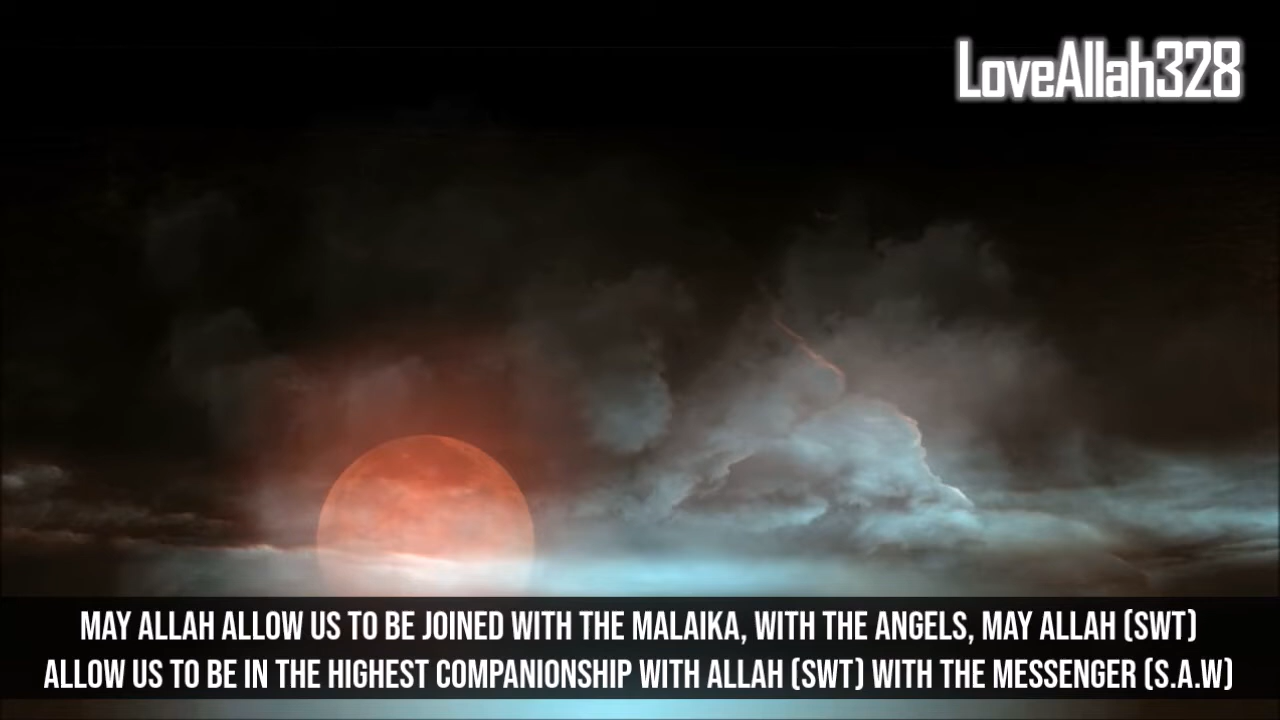 LoveAllah328
MAY ALLAH ALLOW US TO BE JOINED WITH THE MALAIKA, WITH THE ANGELS, MAY ALLAH (SWT)
ALLOW US TO BE IN THE HIGHEST COMPANIONSHIP WITH ALLAH (SWT) WITH THE MESSENGER (S.A.W)